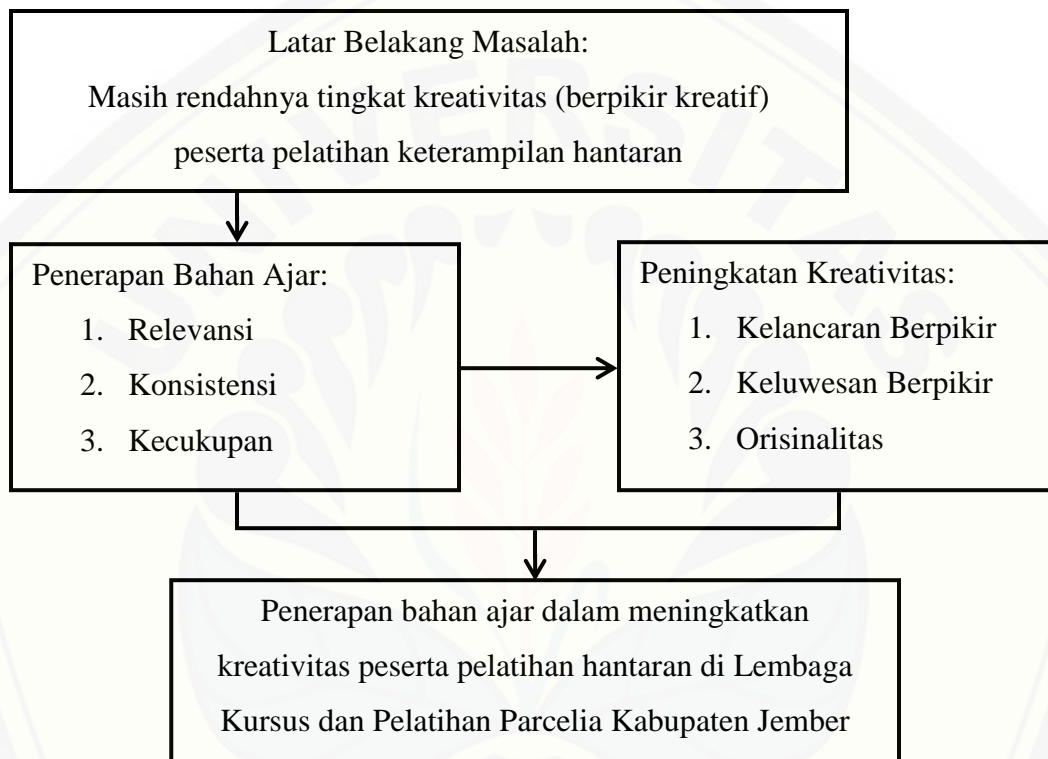 Latar Belakang Masalah:
Masih rendahnya tingkat kreativitas (berpikir kreatif)
peserta pelatihan keterampilan hantaran
Penerapan Bahan Ajar:
1. Relevansi
2. Konsistensi
3. Kecukupan
Peningkatan Kreativitas:
1. Kelancaran Berpikir
2. Keluwesan Berpikir
3. Orisinalitas
Penerapan bahan ajar dalam meningkatkan
kreativitas peserta pelatihan hantaran di Lembaga
Kursus dan Pelatihan Parcelia Kabupaten Jember
UNIVERSITAS